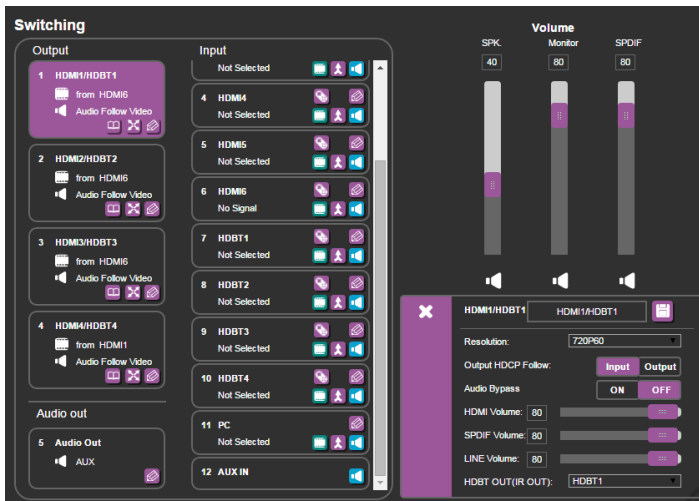 Switching
Output
1 HDMI1/HDBT1
from HDMI6
Audio Follow Video
2 HDMI2/HDBT2
from HDMI6
Audio Follow Video
3 HDMI3/HDBT3
from HDMI6
Audio Follow Video
4 HDMI4/HDBT4
from HDMI1
Audio Follow Video
Audio out
5 Audio Out
AUX
Input
Not Selected
4 HDMI4
Not Selected
5 HDMI5
Not Selected
6 HDMI6
No Signal
7 HDBT1
Not Selected
8 HDBT2
Not Selected
9 HDBT3
Not Selected
10 HDBT4
Not Selected
11 PC
Not Selected
12 AUX IN
Volume
SPK. Monitor SPDIF
40 80 80
HDMI1/HDBT1 HDMI1/HDBT1
Resolution: 720P60
Output HDCP Follow: Input Output
Audio Bypass ON OFF
HDMI Volume: 80
SPDIF Volume: 80
LINE Volume: 80
HDBT OUT(IR OUT): HDBT1